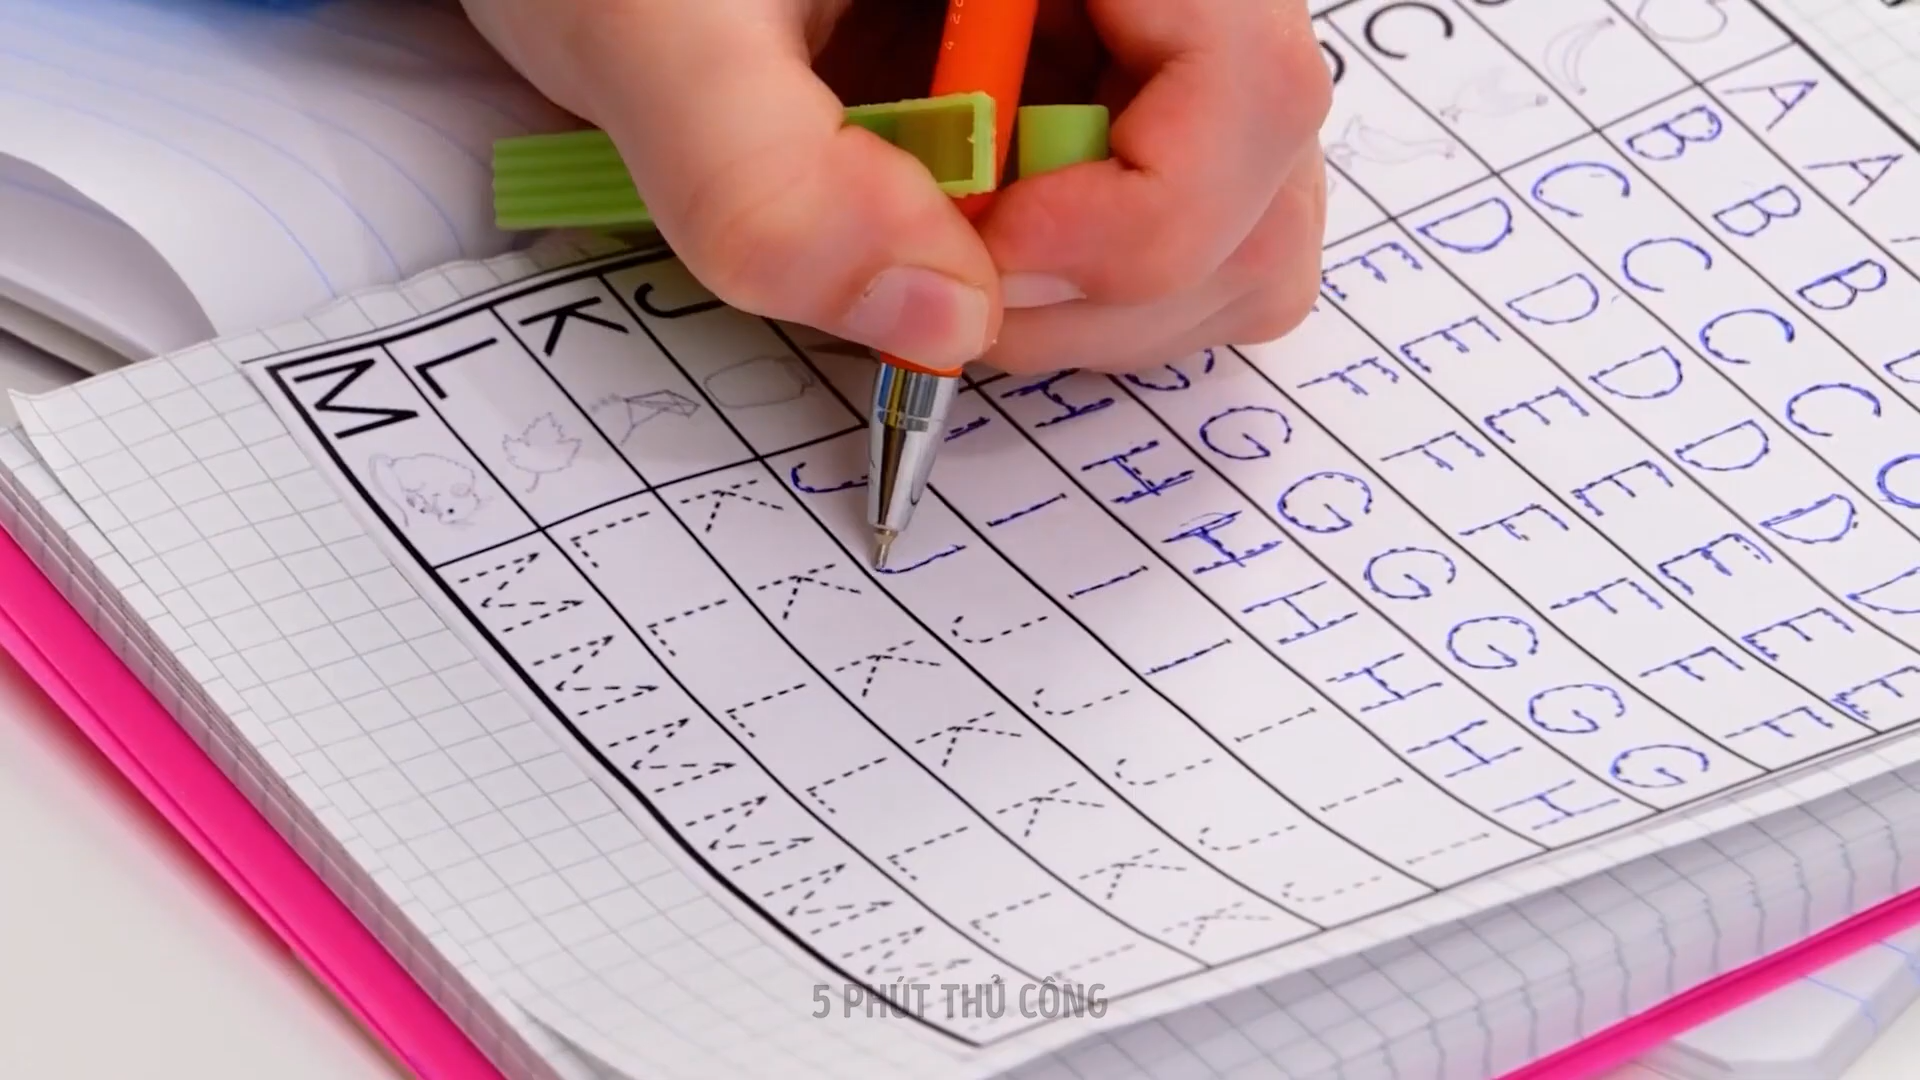 A A
B B B
C C C C C C
D D D D D D
E E E E E E E
F F F F F F
G G G G G G G
H H H H H H H
I I I I I I I
J J J J J J J J
K K K K K K K K
L L L L L L L L
M M M M M M M
5 PHÚT THỦ CÔNG